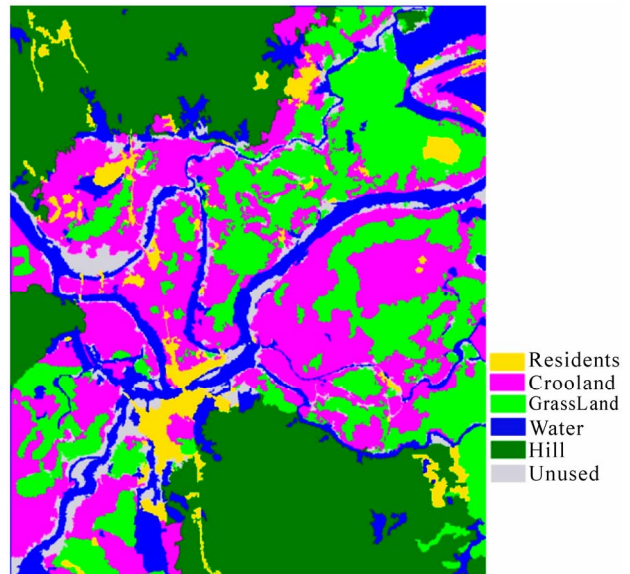 Residents
Crooland
GrassLand
Water
Hill
Unused